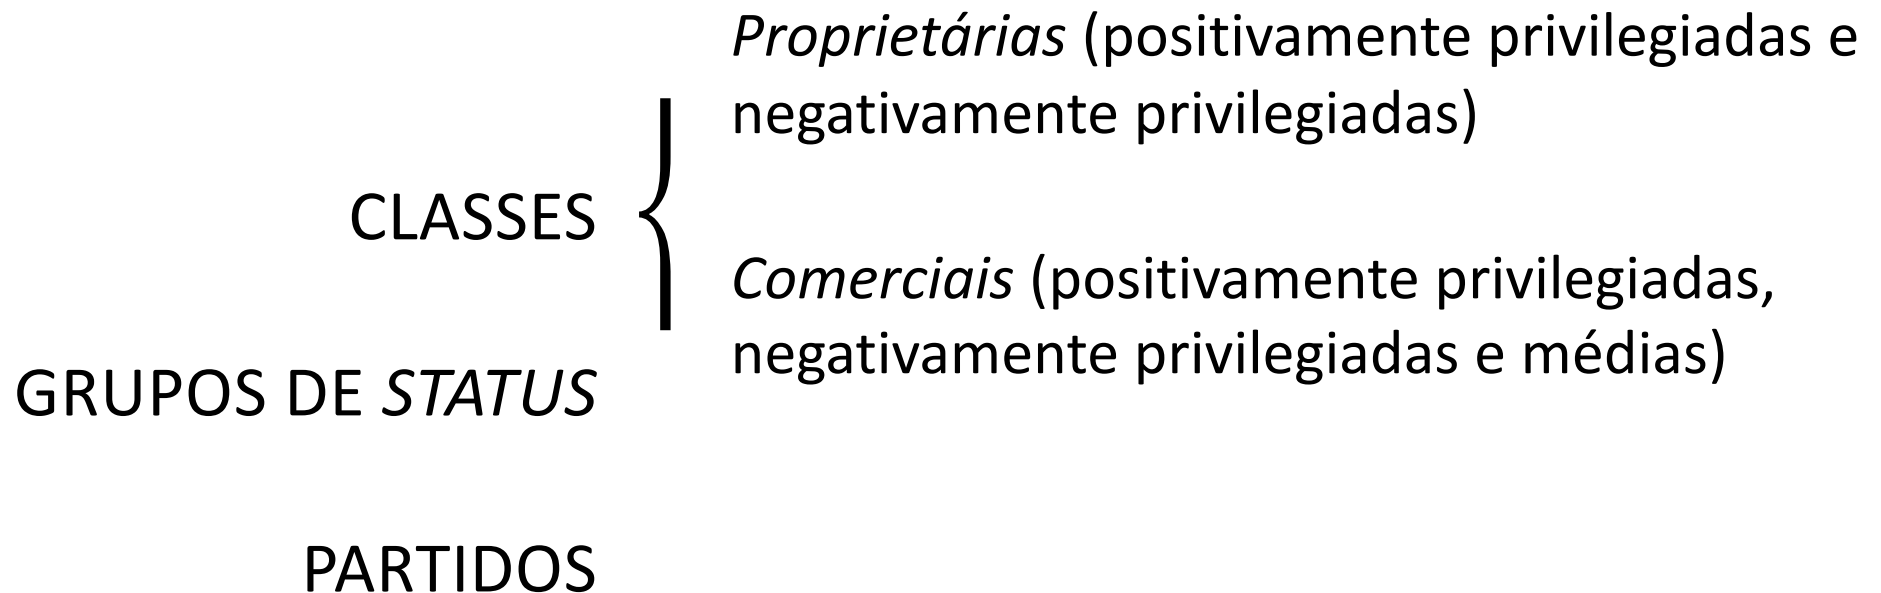 Proprietárias (positivamente privilegiadas e
negativamente privilegiadas)
CLASSES
Comerciais (positivamente privilegiadas,
negativamente privilegiadas e médias)
GRUPOS DE STATUS
PARTIDOS